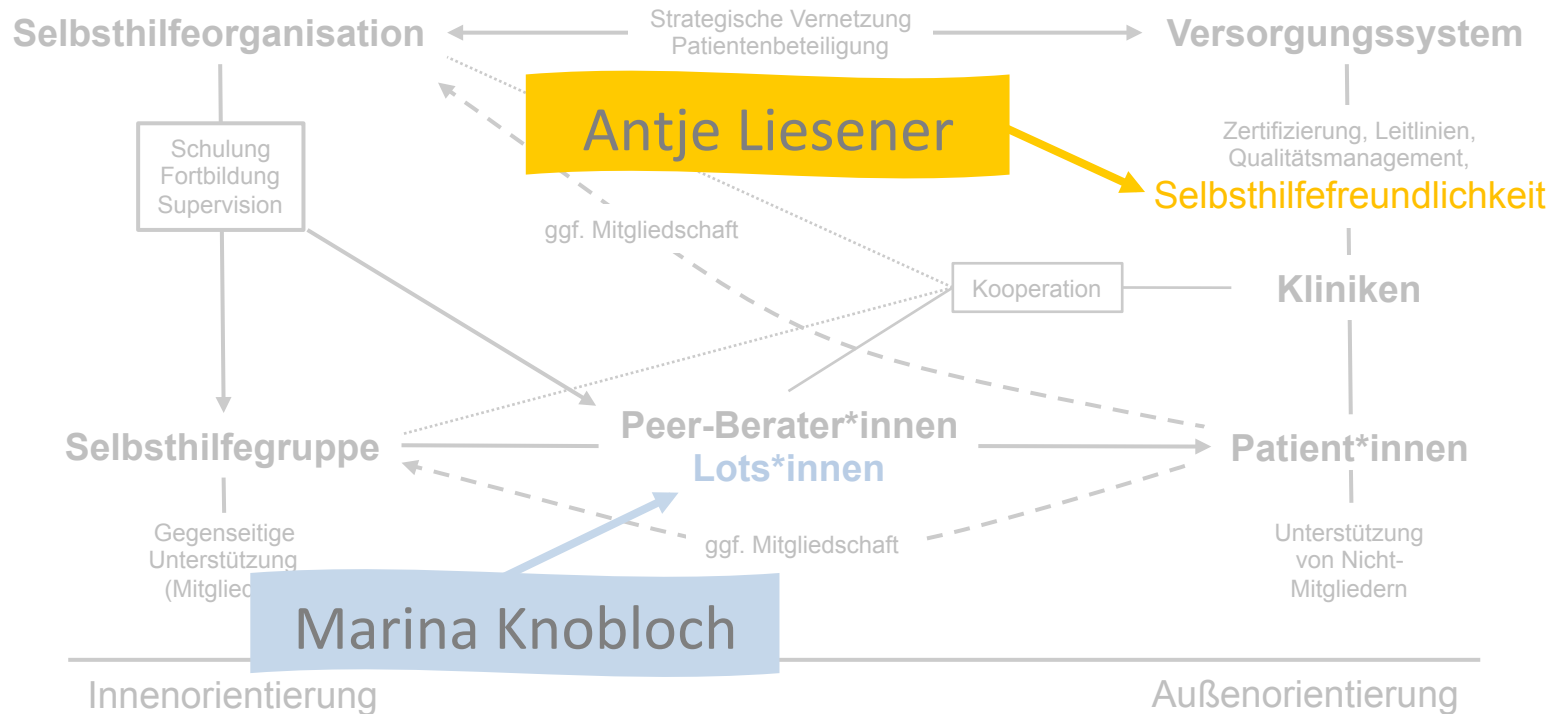 Selbsthilfeorganisation
Strategische Vernetzung
Patientenbeteiligung
Versorgungssystem
Antje Liesener
Schulung
Fortbildung
Supervision
Zertifizierung, Leitlinien,
Qualitätsmanagement,
Selbsthilfefreundlichkeit
ggf. Mitgliedschaft
Kooperation
Kliniken
Selbsthilfegruppe
Peer-Berater*innen
Lots*innen
Patient*innen
Gegenseitige
Unterstützung
ggf. Mitgliedschaft
Unterstützung
von Nicht-
Mitgliedern
Marina Knobloch
Innenorientierung
Außenorientierung